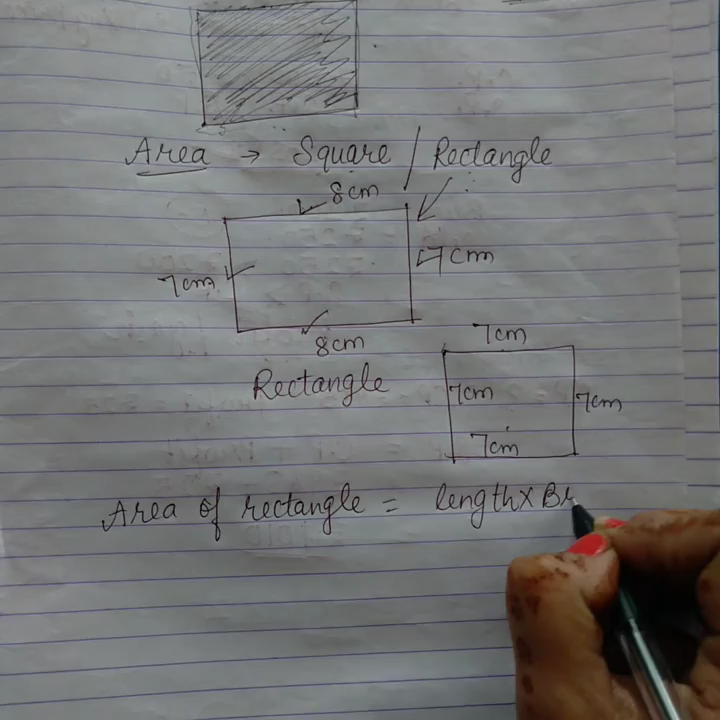 Area → Square / Rectangle
8cm
7cm
7cm
8cm
Rectangle
7cm
7cm
7cm
7cm
Area of rectangle = length × Br